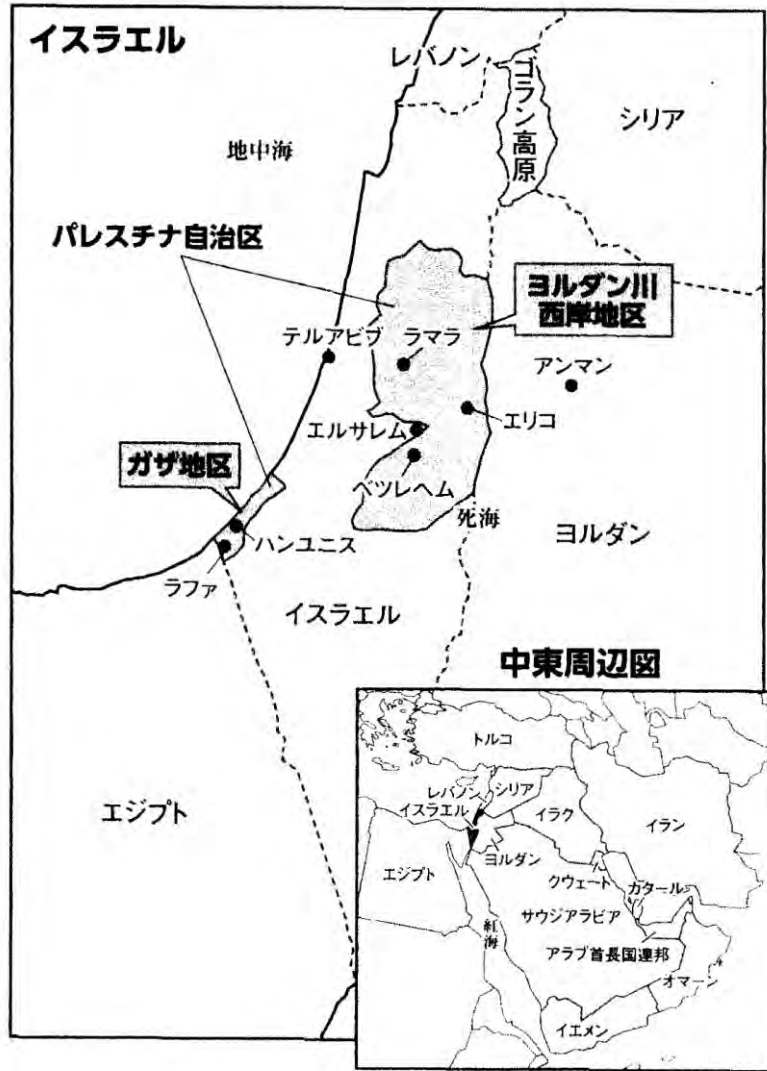 イスラエル
レバノン
ゴラン高原
シリア
地中海
パレスチナ自治区
ヨルダン川
西岸地区
テルアビブ
ラマラ
アンマン
エルサレム
エリコ
ガザ地区
ベツレヘム
死海
ハンユニス
ヨルダン
ラファ
イスラエル
エジプト
中東周辺図
トルコ
レバノン
シリア
イスラエル
イラク
イラン
ヨルダン
エジプト
クウェート
カタール
サウジアラビア
紅海
アラブ首長国連邦
オマーン
イエメン